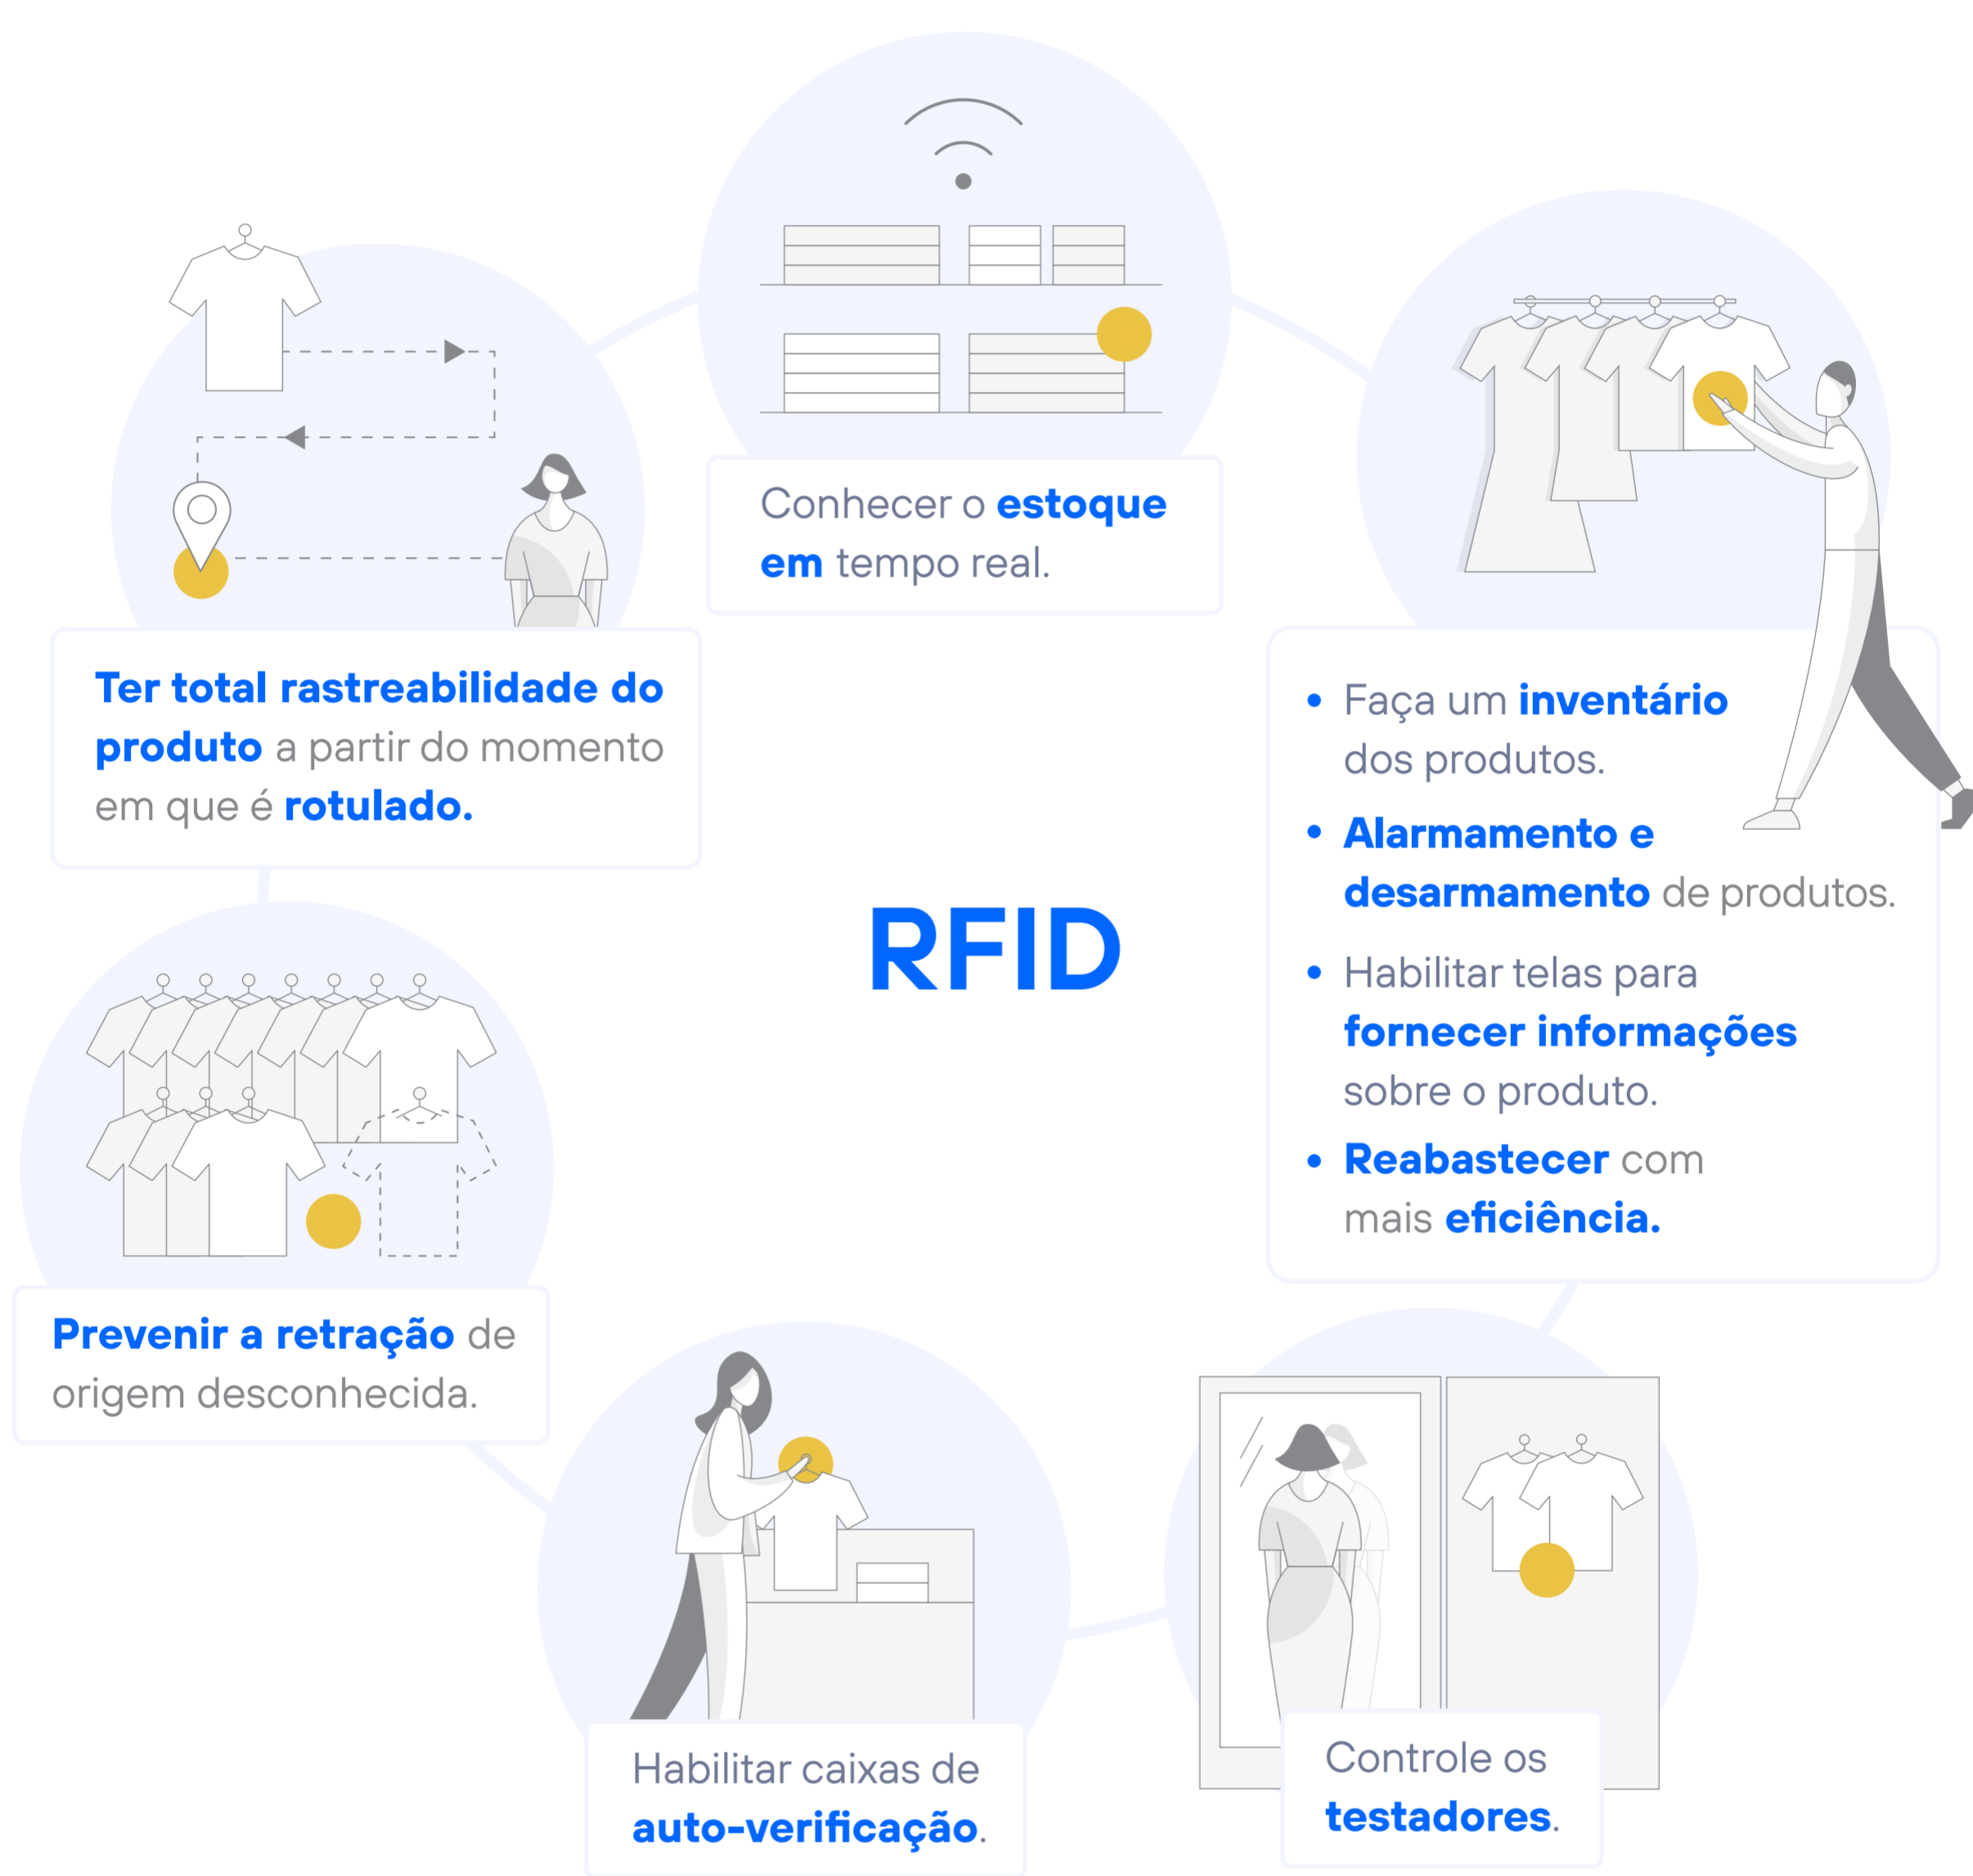 Conhecer o estoque
em tempo real.
Ter total rastreabilidade do
produto a partir do momento
em que é rotulado.
• Faça um inventário
dos produtos.
• Alarmamento e
desarmamento de produtos.
• Habilitar telas para
fornecer informações
sobre o produto.
• Reabastecer com
mais eficiência.
RFID
Prevenir a retração de
origem desconhecida.
Habilitar caixas de
auto-verificação.
Controle os
testadores.